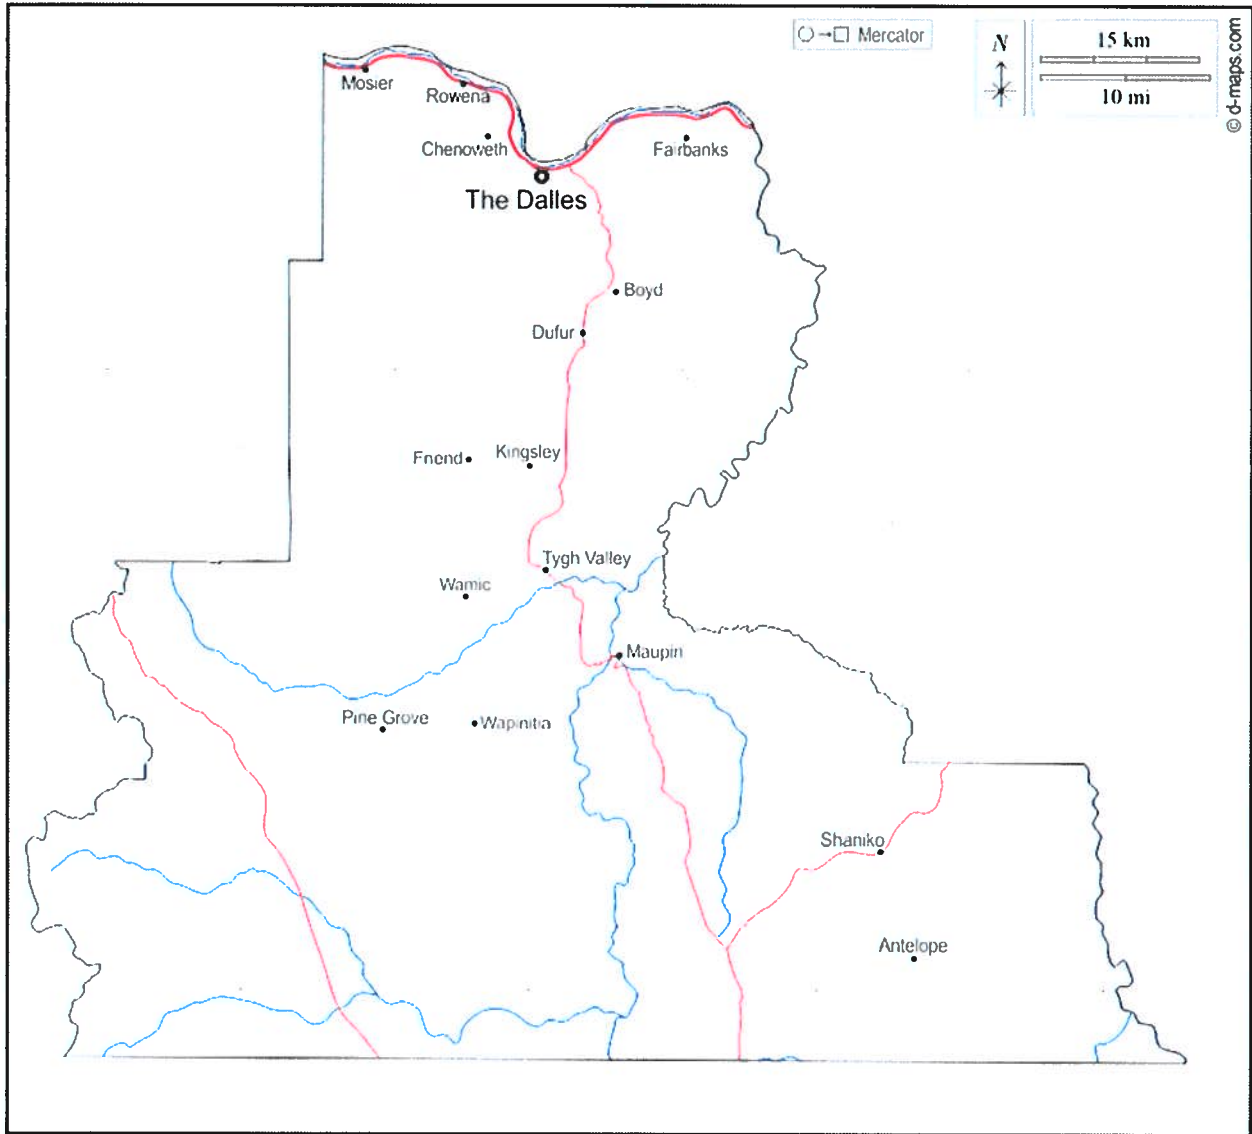 Mercator
N
15 km
10 mi
© d-maps.com
Mosier
Rowena
Chenoweth
Fairbanks
The Dalles
Boyd
Dufur
Friend
Kingsley
Tygh Valley
Wamic
Maupin
Pine Grove
Wapinitia
Shaniko
Antelope